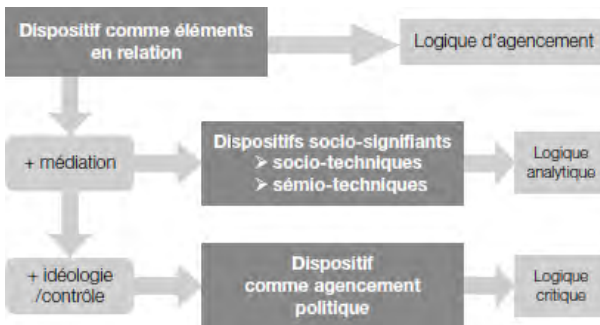 Dispositif comme éléments
en relation
Logique d'agencement
+ médiation
Dispositifs socio-signifiants
➢ socio-techniques
➢ sémio-techniques
Logique
analytique
+ idéologie
/contrôle
Dispositif
comme agencement
politique
Logique
critique